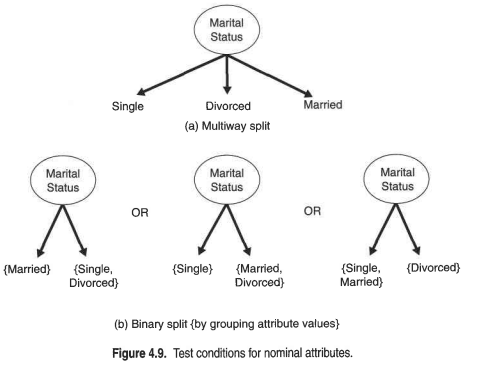 Marital
Status
Single Divorced Married
(a) Multiway split
Marital
Status
OR
Marital
Status
OR
Marital
Status
{Married}
{Single,
Divorced}
{Single}
{Married,
Divorced}
{Single,
Married}
{Divorced}
(b) Binary split {by grouping attribute values}
Figure 4.9. Test conditions for nominal attributes.